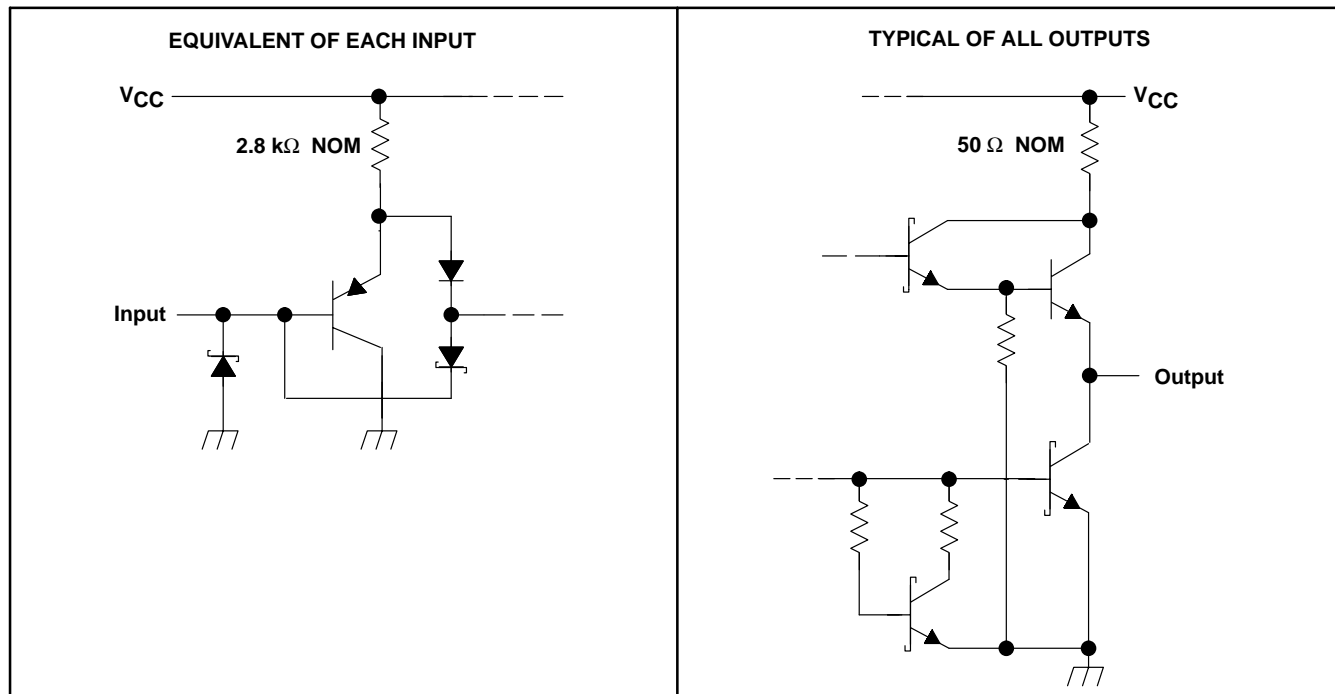 EQUIVALENT OF EACH INPUT
VCC
2.8 kΩ NOM
Input
TYPICAL OF ALL OUTPUTS
VCC
50 Ω NOM
Output